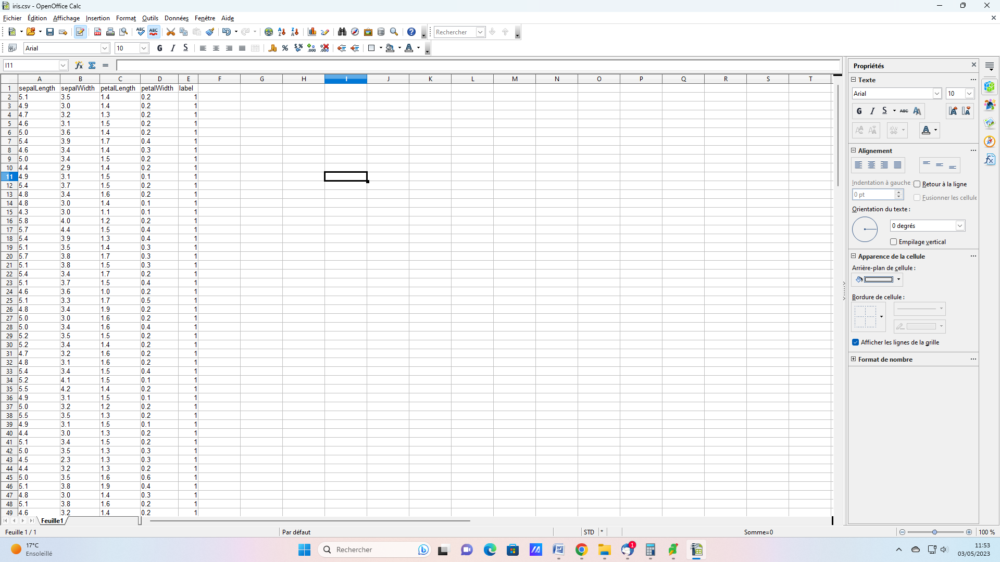 iris.csv - OpenOffice Calc
Fichier Édition Affichage Insertion Format Outils Données Fenêtre Aide
Rechercher
Arial 10 G I S
I11
A B C D E F G H I J K L M N O P Q R S T
1 sepalLength sepalWidth petalLength petalWidth label
2 5.1 3.5 1.4 0.2 1
3 4.9 3.0 1.4 0.2 1
4 4.7 3.2 1.3 0.2 1
5 4.6 3.1 1.5 0.2 1
6 5.0 3.6 1.4 0.2 1
7 5.4 3.9 1.7 0.4 1
8 4.6 3.4 1.4 0.3 1
9 5.0 3.4 1.5 0.2 1
10 4.4 2.9 1.4 0.2 1
11 4.9 3.1 1.5 0.1 1
12 5.4 3.7 1.5 0.2 1
13 4.8 3.4 1.6 0.2 1
14 4.8 3.0 1.4 0.1 1
15 4.3 3.0 1.1 0.1 1
16 5.8 4.0 1.2 0.2 1
17 5.7 4.4 1.5 0.4 1
18 5.4 3.9 1.3 0.4 1
19 5.1 3.5 1.4 0.3 1
20 5.7 3.8 1.7 0.3 1
21 5.1 3.8 1.5 0.3 1
22 5.4 3.4 1.7 0.2 1
23 5.1 3.7 1.5 0.4 1
24 4.6 3.6 1.0 0.2 1
25 5.1 3.3 1.7 0.5 1
26 4.8 3.4 1.9 0.2 1
27 5.0 3.0 1.6 0.2 1
28 5.0 3.4 1.6 0.4 1
29 5.2 3.5 1.5 0.2 1
30 5.2 3.4 1.4 0.2 1
31 4.7 3.2 1.6 0.2 1
32 4.8 3.1 1.6 0.2 1
33 5.4 3.4 1.5 0.4 1
34 5.2 4.1 1.5 0.1 1
35 5.5 4.2 1.4 0.2 1
36 4.9 3.1 1.5 0.1 1
37 5.0 3.2 1.2 0.2 1
38 5.5 3.5 1.3 0.2 1
39 4.9 3.1 1.5 0.1 1
40 4.4 3.0 1.3 0.2 1
41 5.1 3.4 1.5 0.2 1
42 5.0 3.5 1.3 0.3 1
43 4.5 2.3 1.3 0.3 1
44 4.4 3.2 1.3 0.2 1
45 5.0 3.5 1.6 0.6 1
46 5.1 3.8 1.9 0.4 1
47 4.8 3.0 1.4 0.3 1
48 5.1 3.8 1.6 0.2 1
49 4.6 3.2 1.4 0.2 1
Feuille1
Propriétés
Texte
Arial 10
G I S ABC
Alignement
Indentation à gauche
Retour à la ligne
0 pt
Fusionner les cellule
Orientation du texte :
0 degrés
Empilage vertical
Apparence de la cellule
Arrière-plan de cellule :
Bordure de cellule :
Afficher les lignes de la grille
Format de nombre
Feuille 1 / 1 Par défaut STD * Somme=0 100 %
17°C
Ensoleillé
Rechercher
1
11:53
03/05/2023